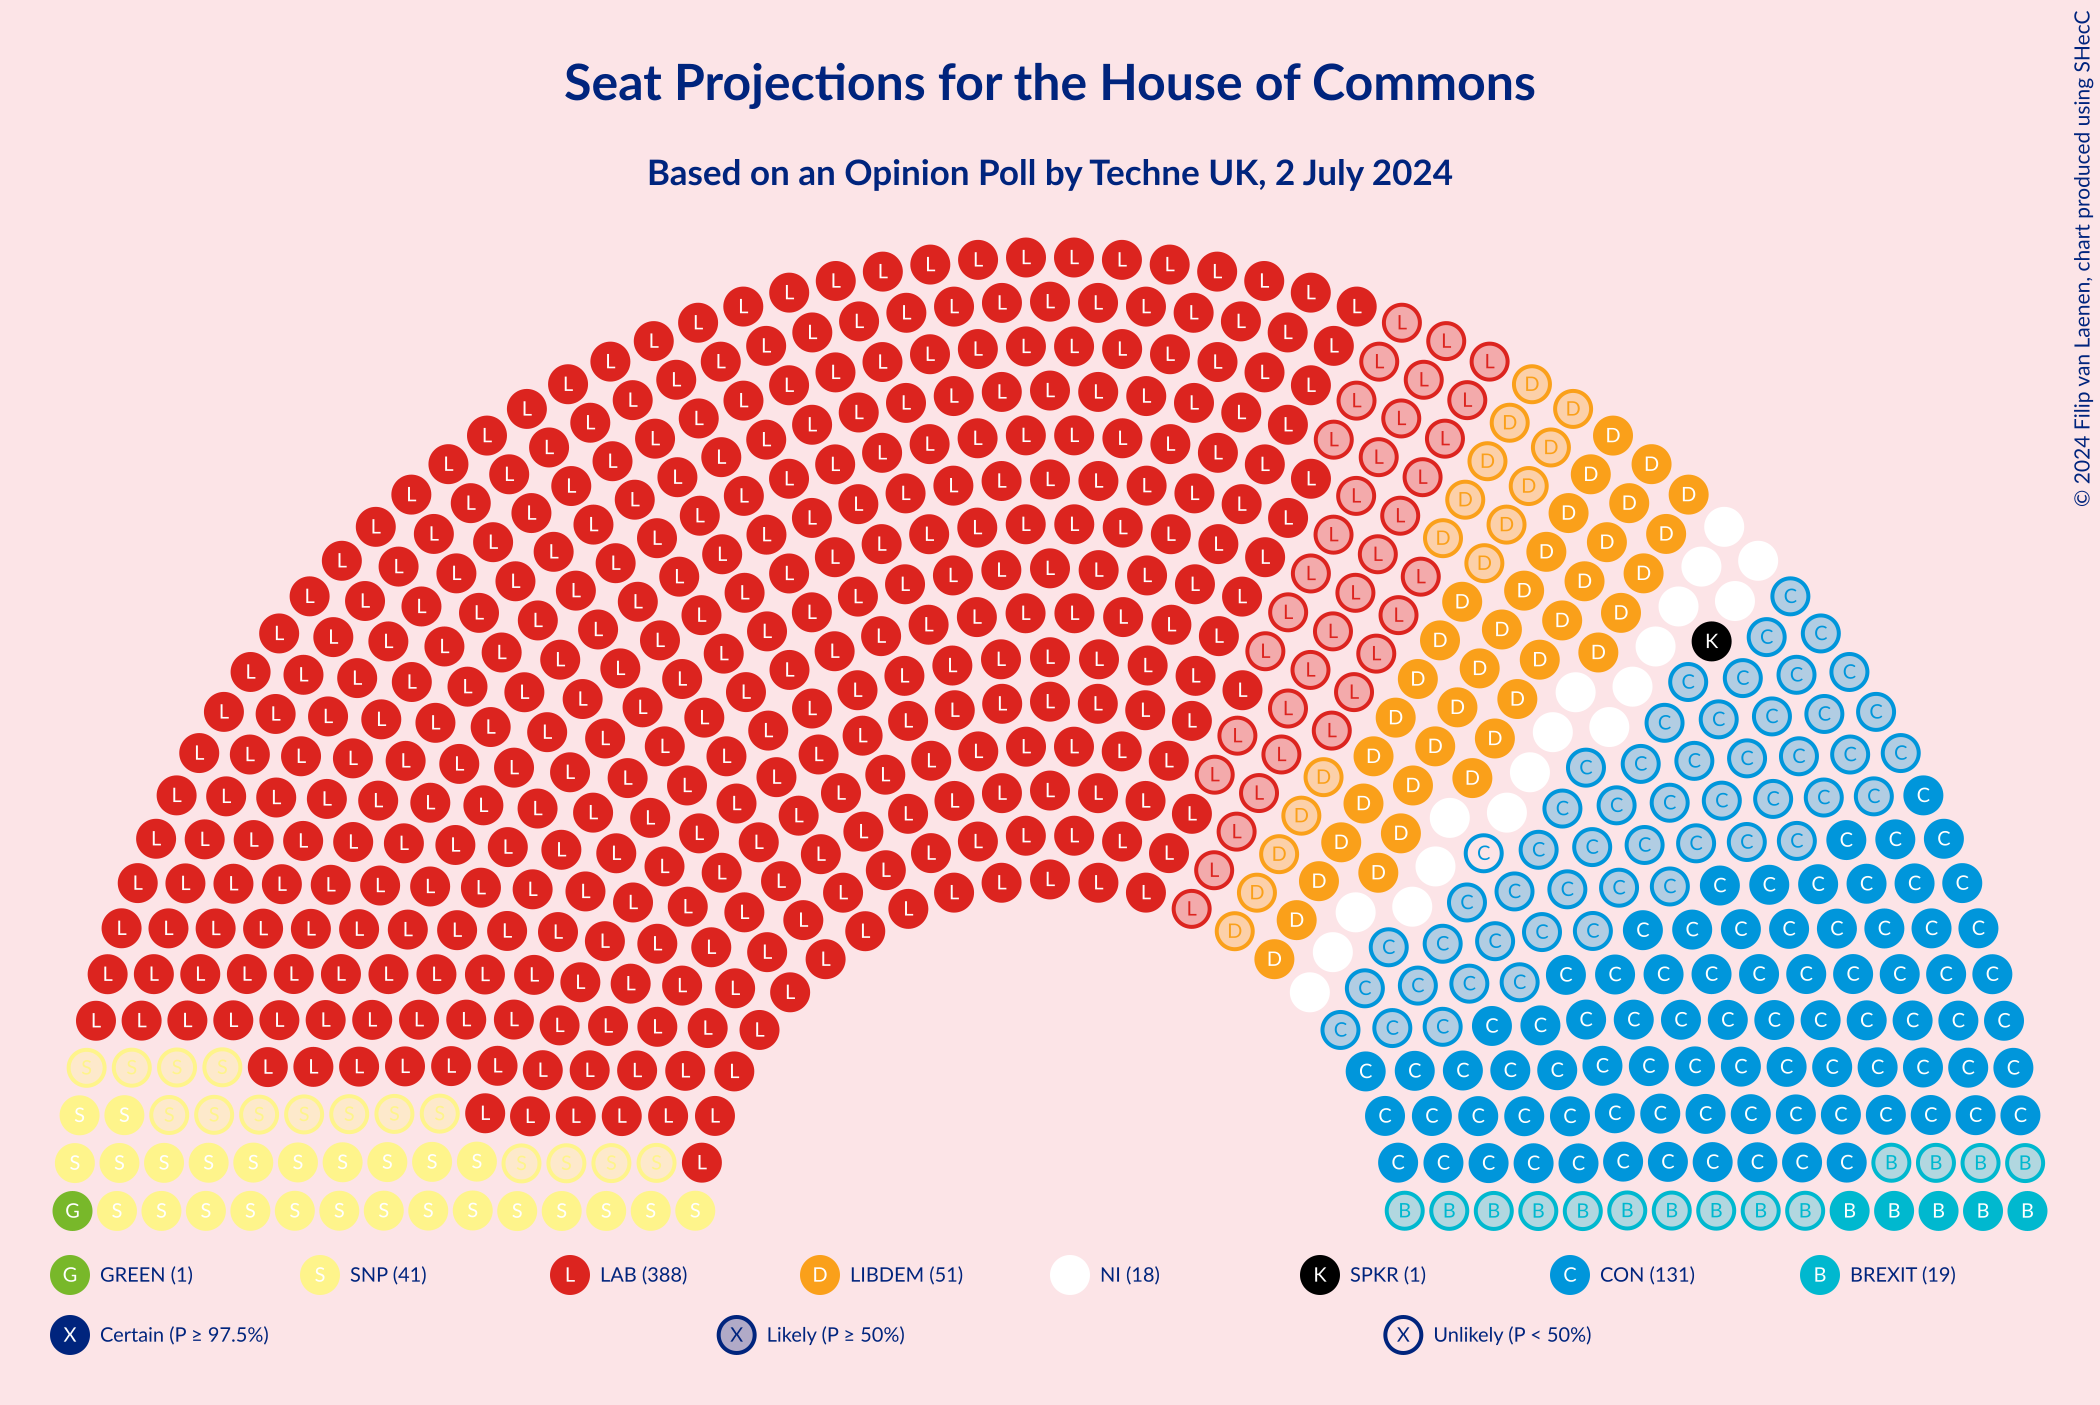 Seat Projections for the House of Commons
Based on an Opinion Poll by Techne UK, 2 July 2024
© 2024 Filip van Laenen, chart produced using SHecC
G GREEN (1) S SNP (41) L LAB (388) D LIBDEM (51) NI (18) K SPKR (1) C CON (131) B BREXIT (19)
X Certain (P ≥ 97.5%) X Likely (P ≥ 50%) X Unlikely (P < 50%)